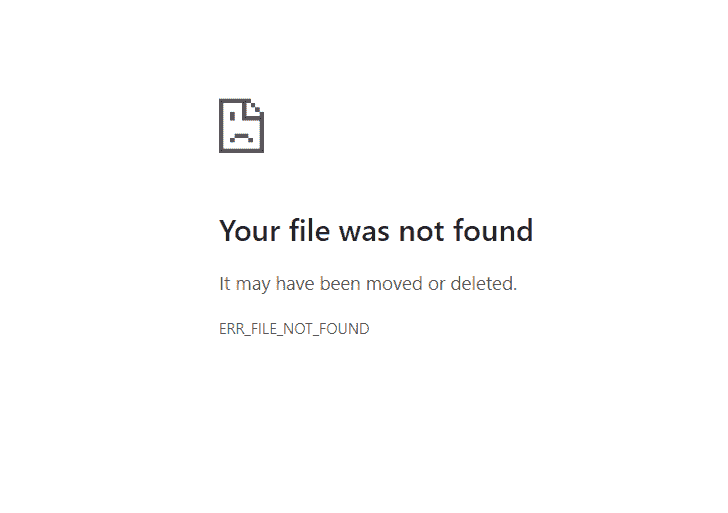 Your file was not found
It may have been moved or deleted.
ERR_FILE_NOT_FOUND